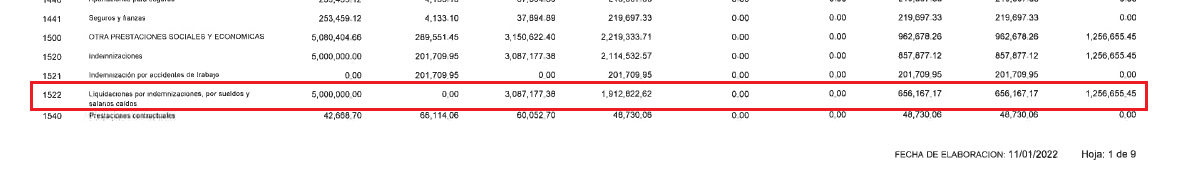 1441 Seguros y fianzas 253,459.12 4,133.10 37,894.89 219,697.33 0.00 0.00 219,697.33 219,697.33 0.00
1500 OTRA PRESTACIONES SOCIALES Y ECONOMICAS 5,080,404.66 289,551.45 3,150,622.40 2,219,333.71 0.00 0.00 962,678.26 962,678.26 1,256,655.45
1520 Indemnizaciones 5,000,000.00 201,709.95 3,087,177.38 2,114,532.57 0.00 0.00 857,877.12 857,877.12 1,256,655.45
1521 Indemnización por accidentes de trabajo 0.00 201,709.95 0.00 201,709.95 0.00 0.00 201,709.95 201,709.95 0.00
1522 Liquidaciones por indemnizaciones, por sueldos y 5,000,000.00 0.00 3,087,177.38 1,912,822.62 0.00 0.00 656,167.17 656,167.17 1,256,655.45
salarios caídos
1540 Prestaciones contractuales 42,668.70 66,114.06 60,052.70 48,730.06 0.00 0.00 48,730.06 48,730.06 0.00
FECHA DE ELABORACION: 11/01/2022 Hoja: 1 de 9